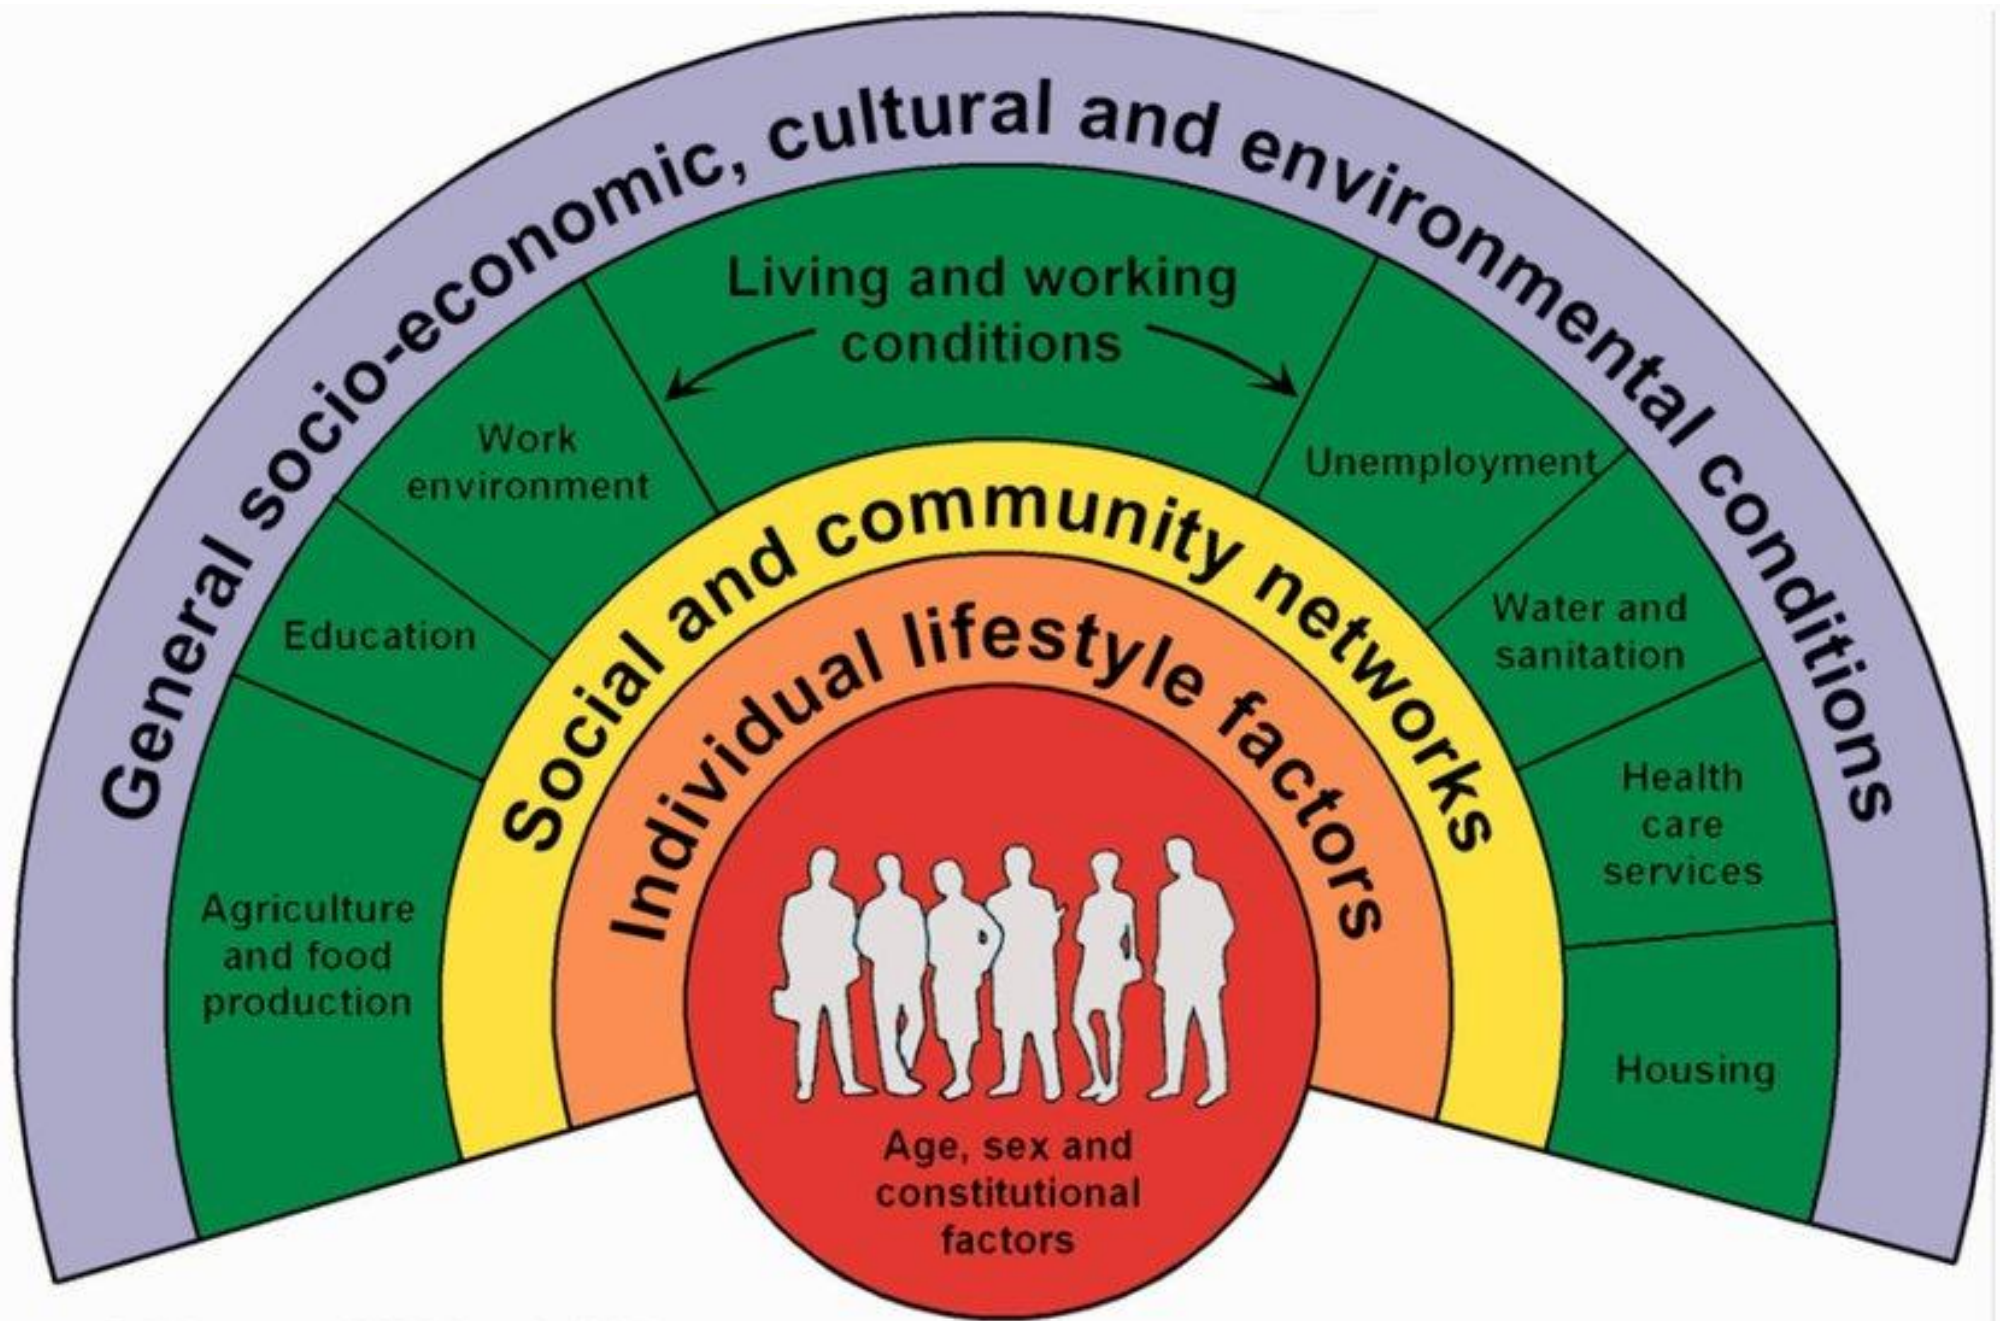 General socio-economic, cultural and environmental conditions
Living and working
conditions
Work
environment
Education
Agriculture
and food
production
Unemployment
Water and
sanitation
Health
care
services
Housing
Social and community networks
Individual lifestyle factors
Age, sex and
constitutional
factors